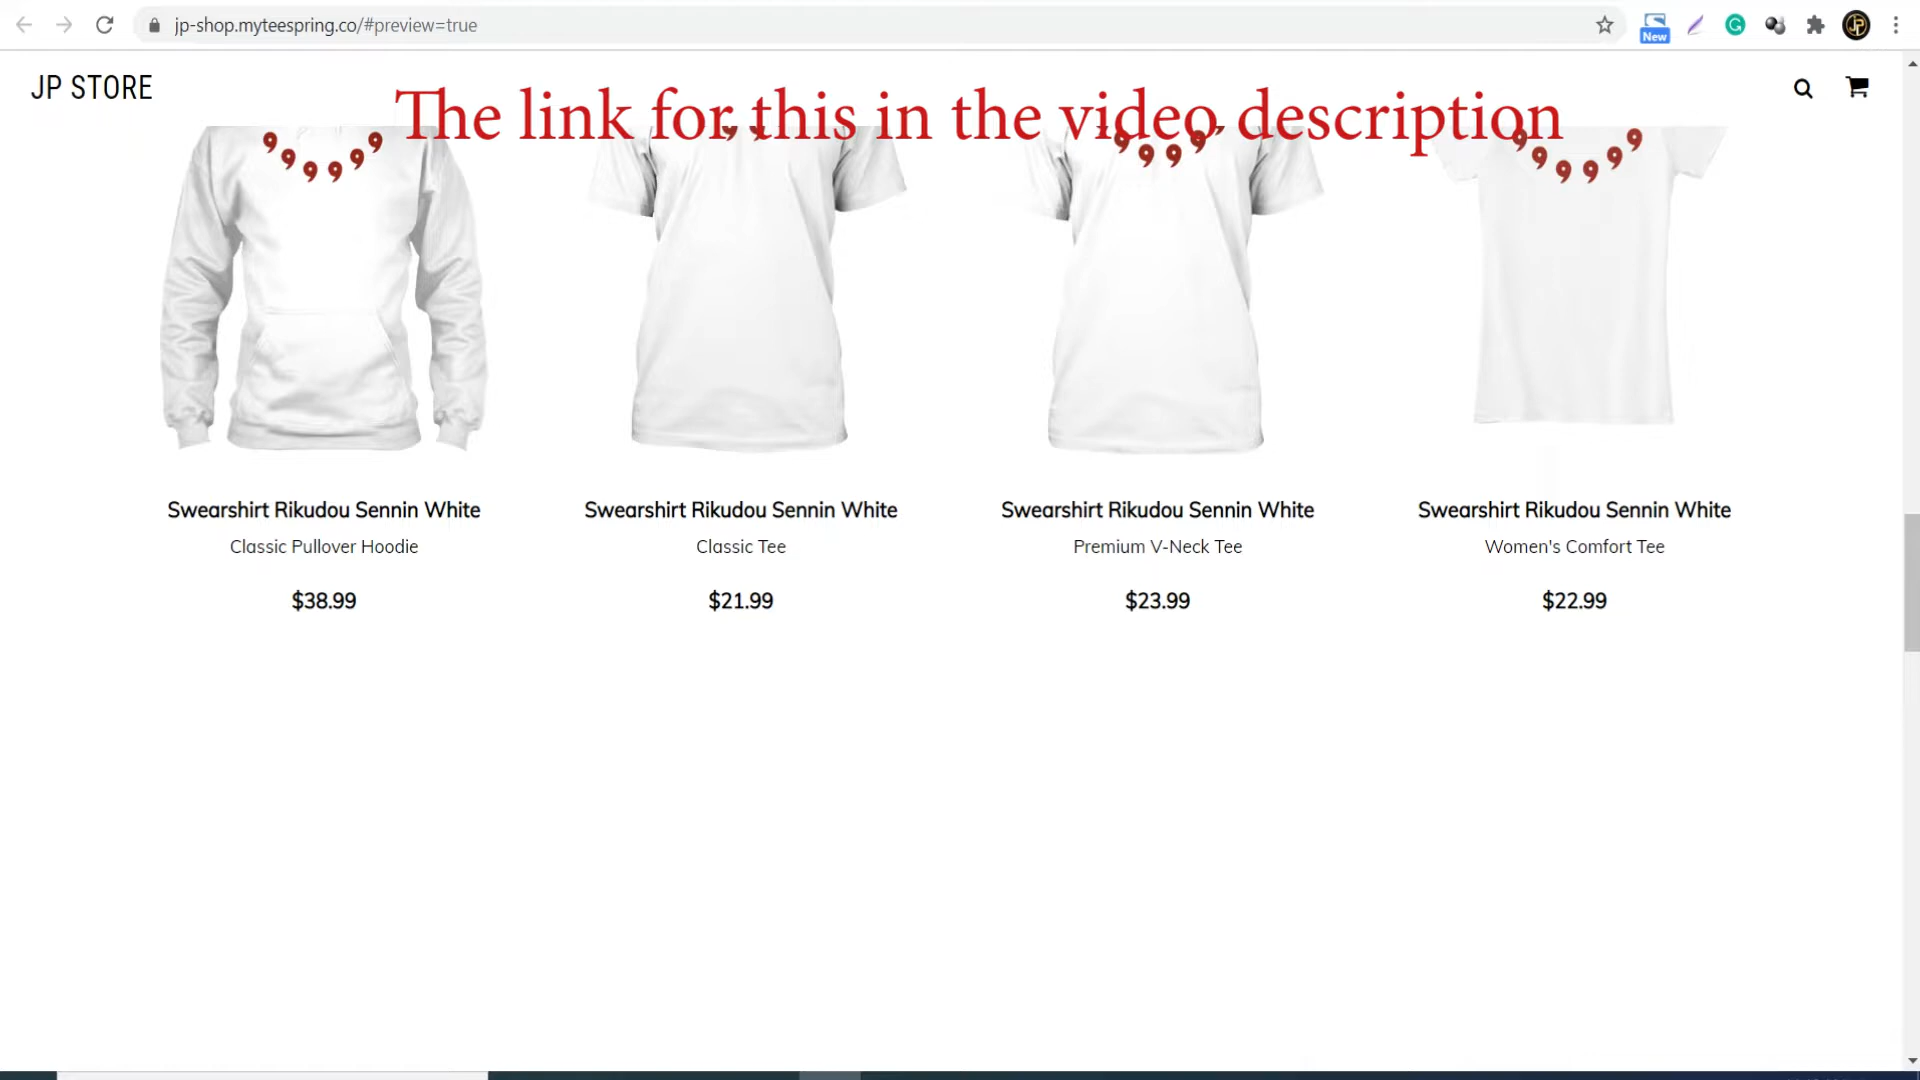 jp-shop.myteespring.co/#preview=true
New
JP STORE
The link for this in the video description
Swearshirt Rikudou Sennin White
Classic Pullover Hoodie
$38.99
Swearshirt Rikudou Sennin White
Classic Tee
$21.99
Swearshirt Rikudou Sennin White
Premium V-Neck Tee
$23.99
Swearshirt Rikudou Sennin White
Women's Comfort Tee
$22.99